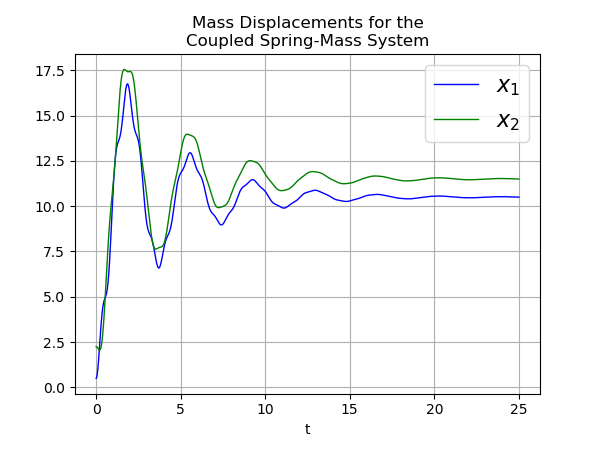 Mass Displacements for the
Coupled Spring-Mass System
17.5
15.0
12.5
10.0
7.5
5.0
2.5
0.0
x₁
x₂
0 5 10 15 20 25
t